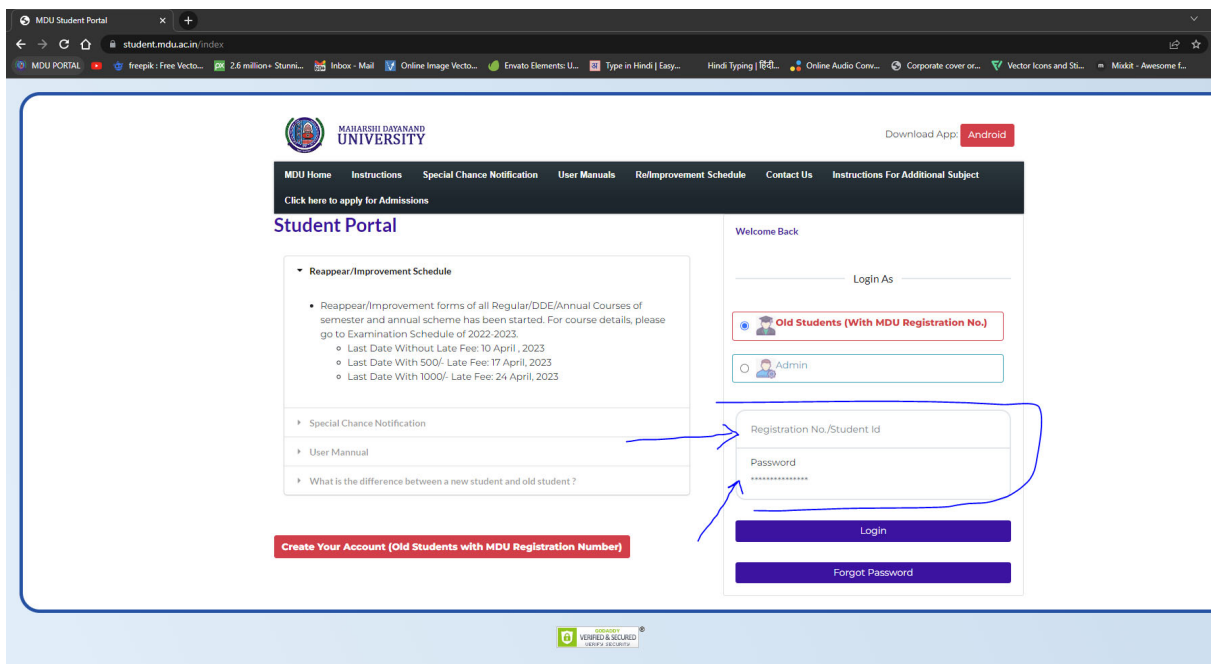 MDU Student Portal
student.mdu.ac.in/index
MDU PORTAL freepik : Free Vecto... 2.6 million+ Stunni... Inbox - Mail Online Image Vecto... Envato Elements: U... Type in Hindi | Easy... Hindi Typing | हिंदी... Online Audio Conv... Corporate cover or... Vector Icons and Sti... Mixkit - Awesome f...
MAHARSHI DAYANAND
UNIVERSITY
Download App: Android
MDU Home Instructions Special Chance Notification User Manuals Re/Improvement Schedule Contact Us Instructions For Additional Subject
Click here to apply for Admissions
Student Portal
Welcome Back
Reappear/Improvement Schedule
Login As
Reappear/Improvement forms of all Regular/DDE/Annual Courses of
semester and annual scheme has been started. For course details, please
go to Examination Schedule of 2022-2023.
Last Date Without Late Fee: 10 April , 2023
Last Date With 500/- Late Fee: 17 April, 2023
Last Date With 1000/- Late Fee: 24 April, 2023
Old Students (With MDU Registration No.)
Admin
Special Chance Notification
User Mannual
What is the difference between a new student and old student ?
Registration No./Student Id
Password
***************
Login
Create Your Account (Old Students with MDU Registration Number)
Forgot Password
GODADDY
VERIFIED & SECURED
VERIFY SECURITY